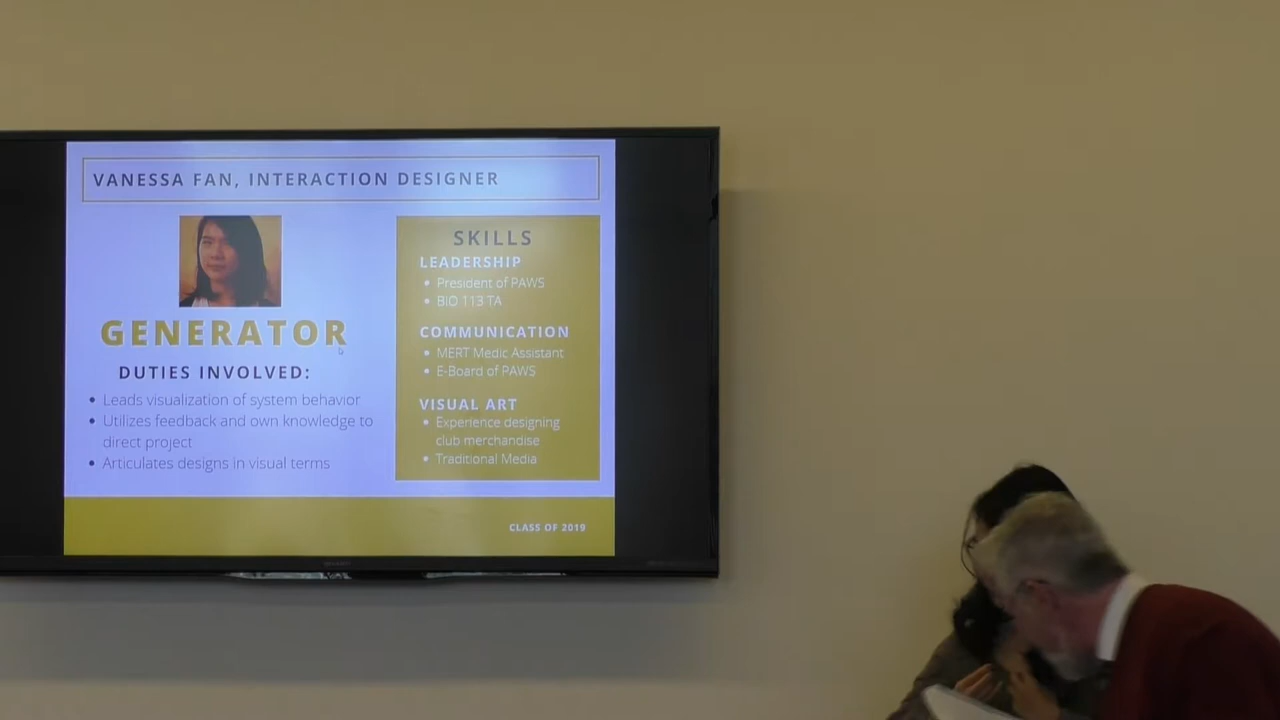 VANESSA FAN, INTERACTION DESIGNER
GENERATOR
DUTIES INVOLVED:
• Leads visualization of system behavior
• Utilizes feedback and own knowledge to
direct project
• Articulates designs in visual terms
SKILLS
LEADERSHIP
• President of PAWS
• BIO 113 TA
COMMUNICATION
• MERT Medic Assistant
• E-Board of PAWS
VISUAL ART
• Experience designing
club merchandise
• Traditional Media
CLASS OF 2019